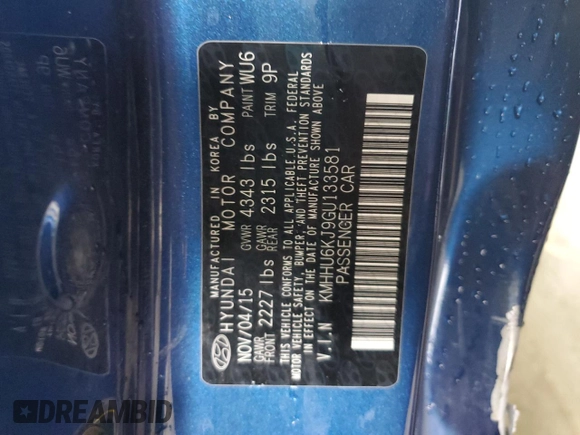 MANUFACTURED IN KOREA BY
HYUNDAI MOTOR COMPANY
NOV/04/15 GVWR 4343 lbs PAINT WU6
GAWR FRONT 2227 lbs GAWR REAR 2315 lbs TRIM 9P
THIS VEHICLE CONFORMS TO ALL APPLICABLE U.S.A. FEDERAL
MOTOR VEHICLE SAFETY, BUMPER, AND THEFT PREVENTION STANDARDS
IN EFFECT ON THE DATE OF MANUFACTURE SHOWN ABOVE
V.I.N KMHHU6KJ9GU133581
PASSENGER CAR
DREAMBID